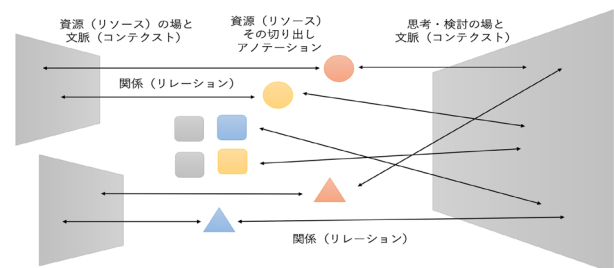 資源（リソース）の場と
文脈（コンテクスト）
資源（リソース）
その切り出し
アノテーション
思考・検討の場と
文脈（コンテクスト）
関係（リレーション）
関係（リレーション）